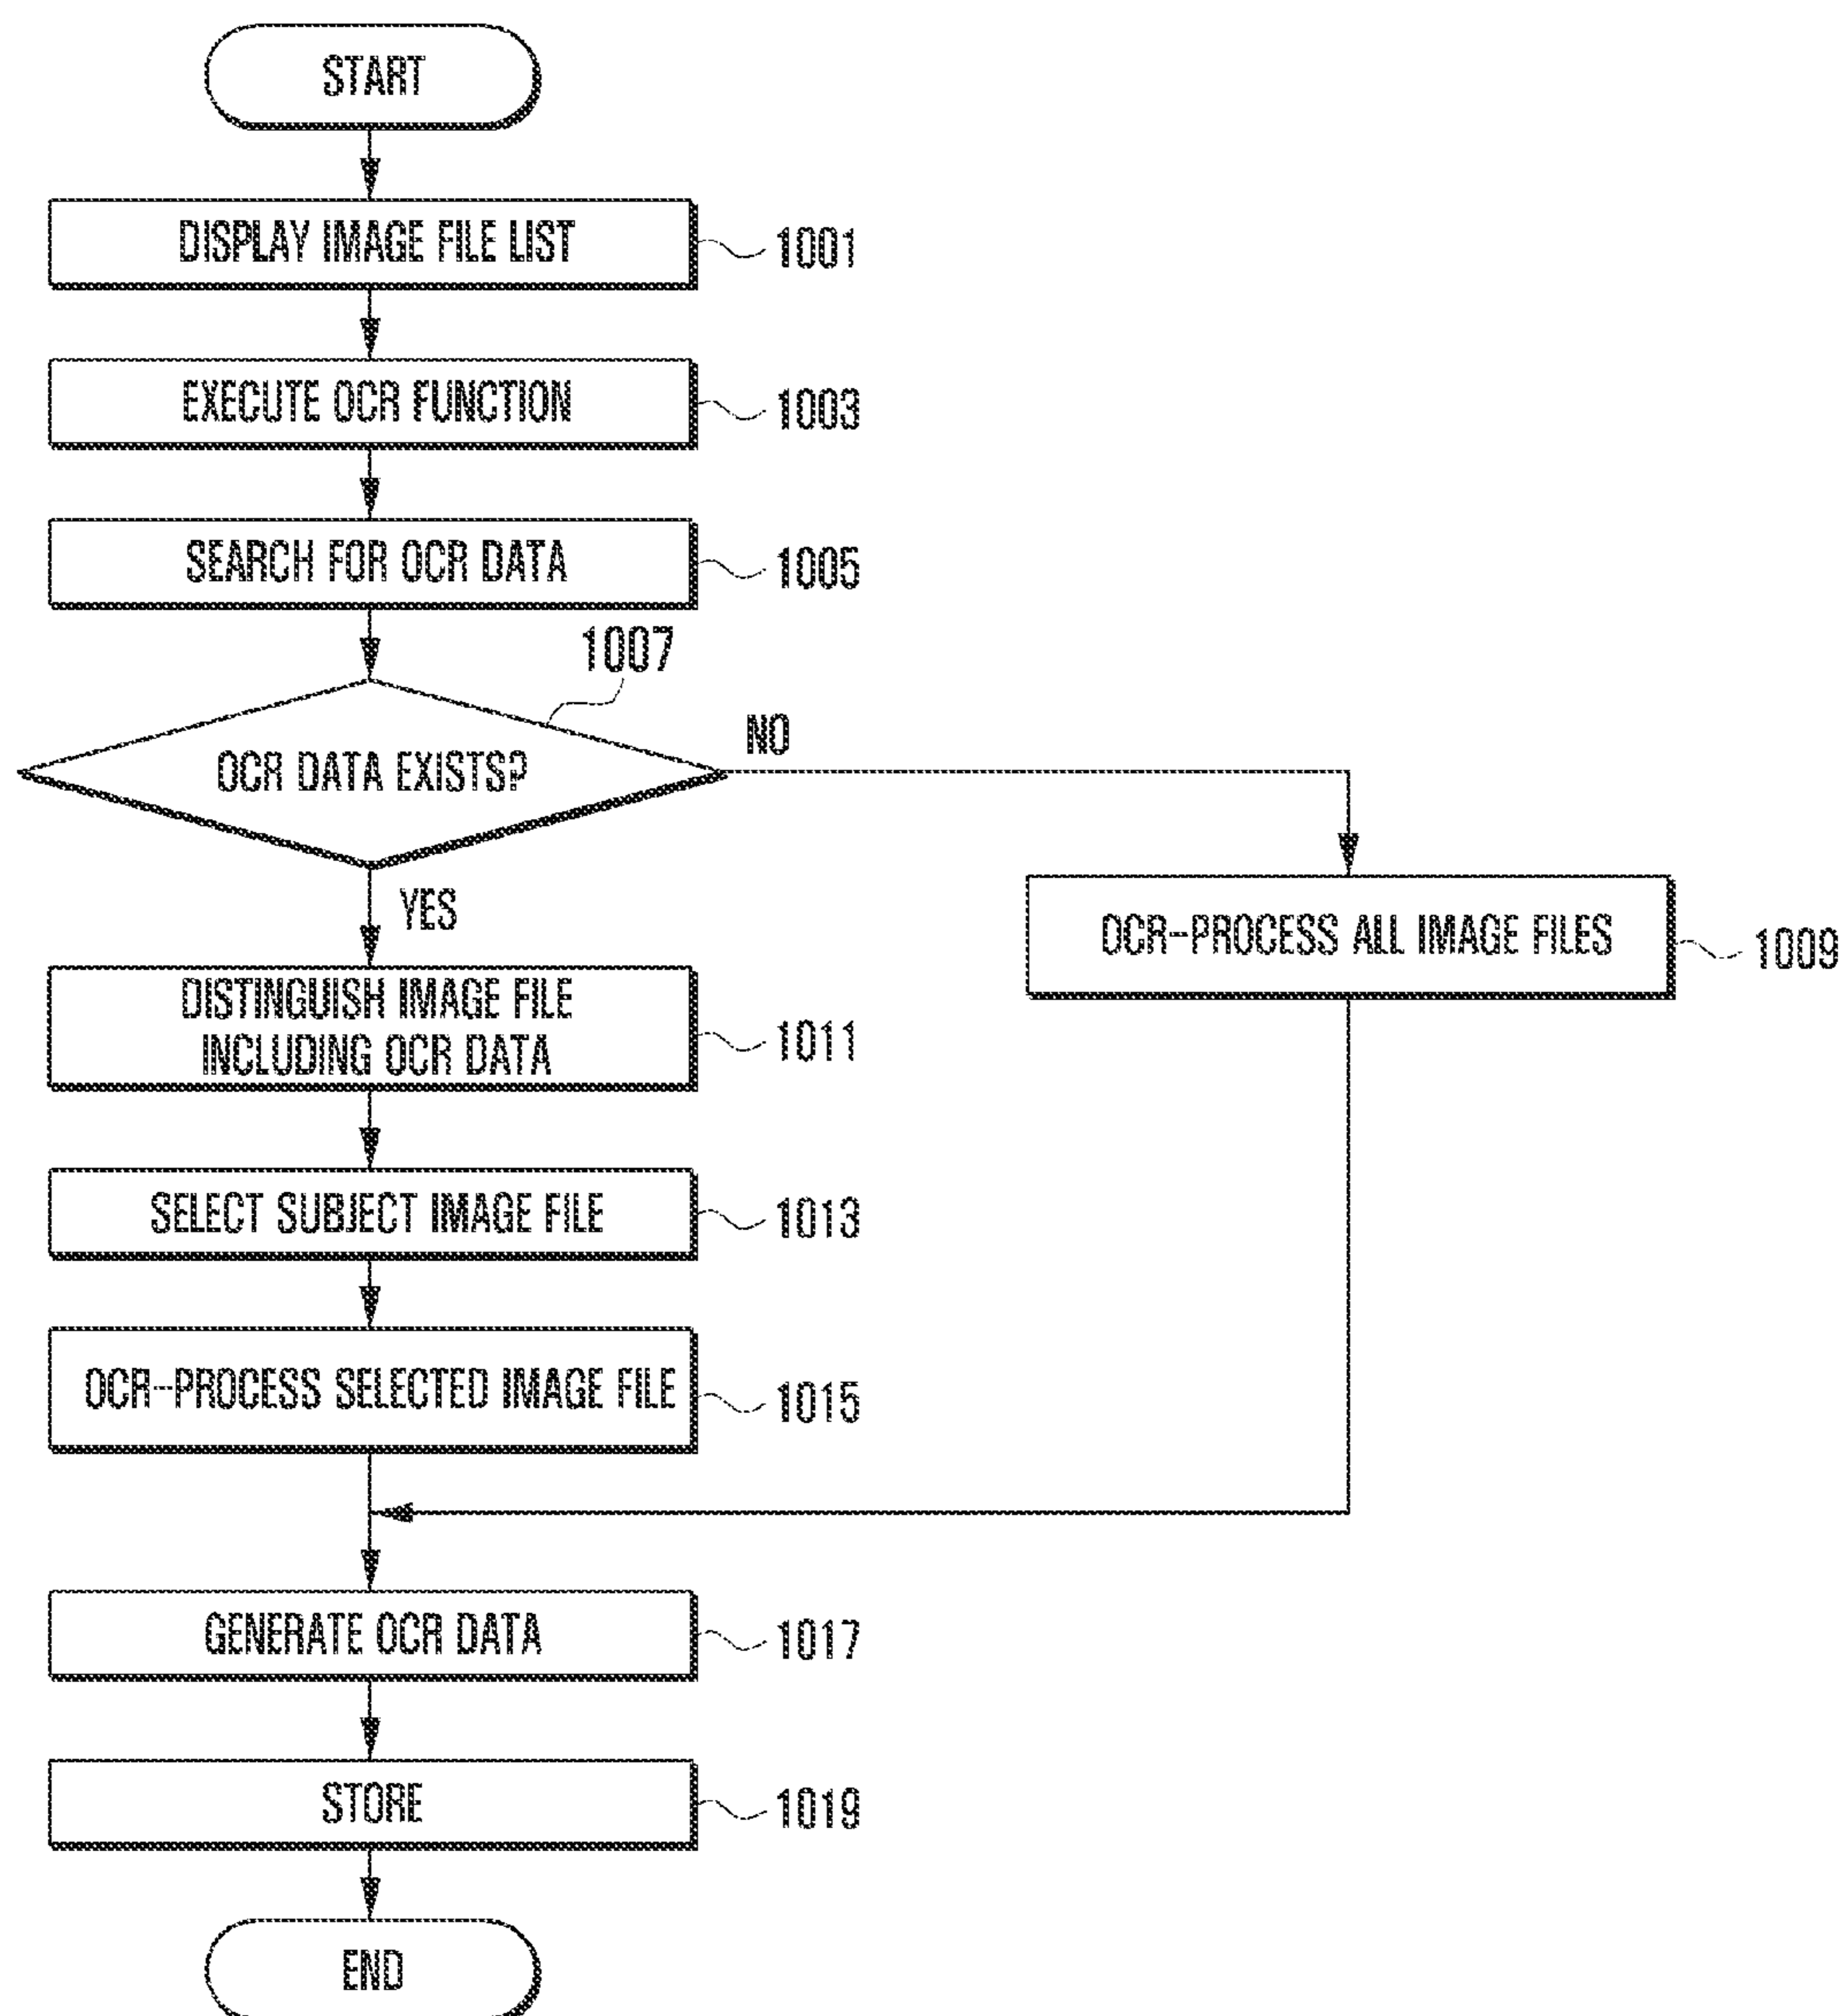 START
DISPLAY IMAGE FILE LIST
1001
EXECUTE OCR FUNCTION
1003
SEARCH FOR OCR DATA
1005
1007
OCR DATA EXISTS?
NO
YES
OCR-PROCESS ALL IMAGE FILES
1009
DISTINGUISH IMAGE FILE
INCLUDING OCR DATA
1011
SELECT SUBJECT IMAGE FILE
1013
OCR-PROCESS SELECTED IMAGE FILE
1015
GENERATE OCR DATA
1017
STORE
1019
END